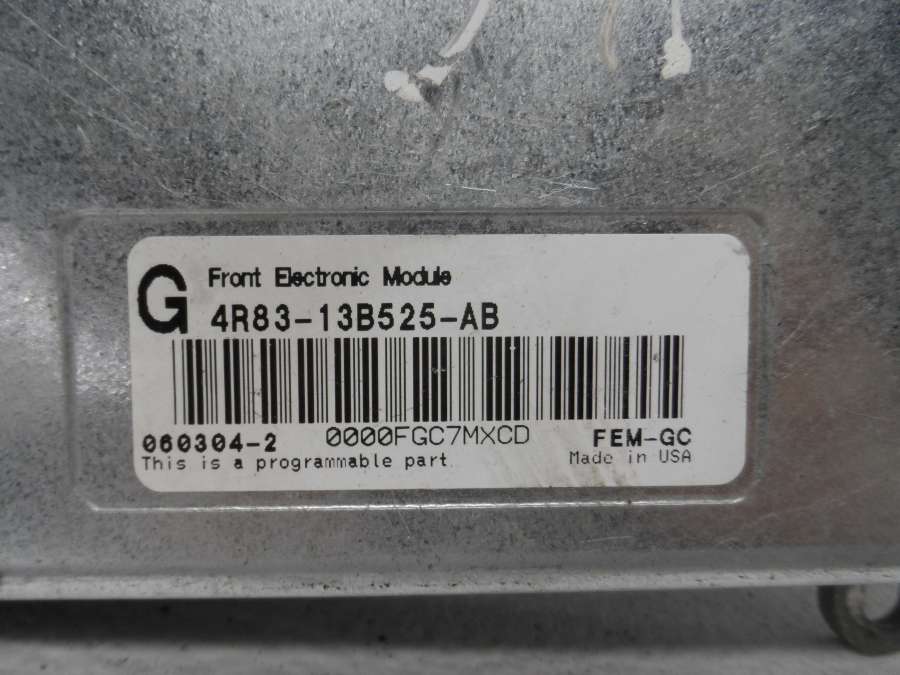 G Front Electronic Module
4R83-13B525-AB
060304-2 0000FGC7MXCD FEM-GC
This is a programmable part Made in USA